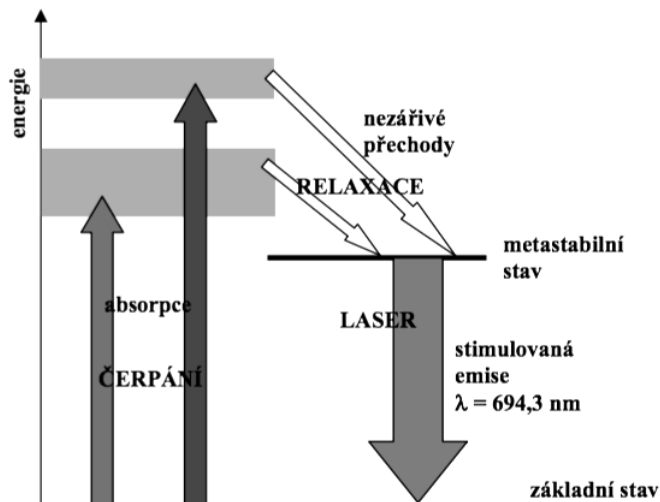 energie
nezářivé
přechody
RELAXACE
metastabilní
stav
absorpce
LASER
stimulovaná
emise
λ = 694,3 nm
ČERPÁNÍ
základní stav